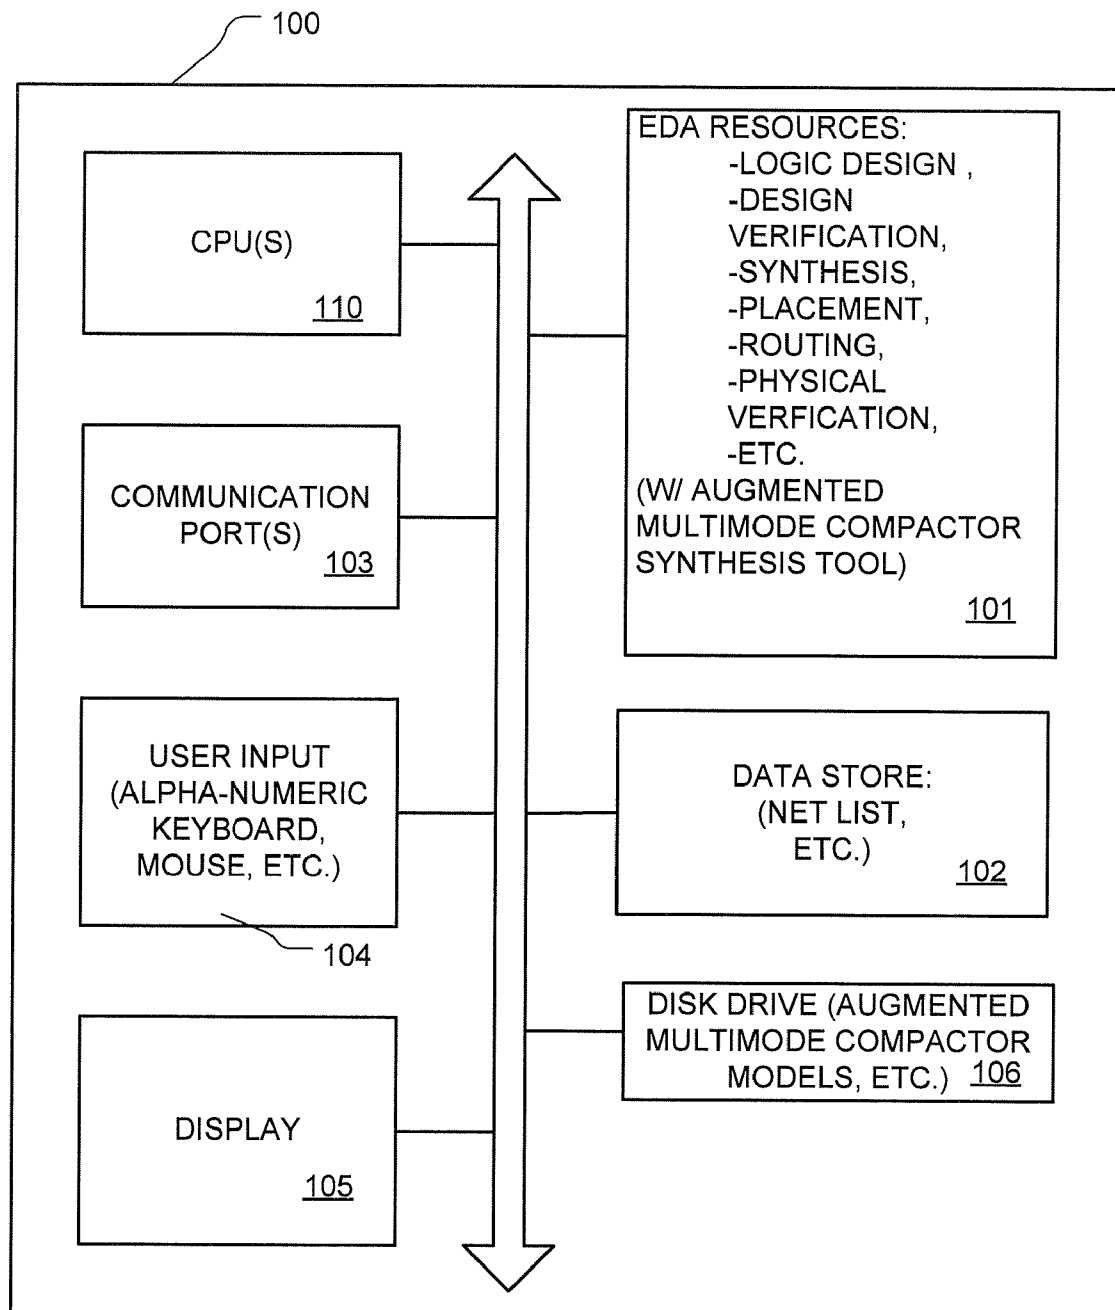 100
CPU(S)
110
COMMUNICATION
PORT(S)
103
USER INPUT
(ALPHA-NUMERIC
KEYBOARD,
MOUSE, ETC.)
104
DISPLAY
105
EDA RESOURCES:
-LOGIC DESIGN ,
-DESIGN
VERIFICATION,
-SYNTHESIS,
-PLACEMENT,
-ROUTING,
-PHYSICAL
VERFICATION,
-ETC.
(W/ AUGMENTED
MULTIMODE COMPACTOR
SYNTHESIS TOOL)
101
DATA STORE:
(NET LIST,
ETC.)
102
DISK DRIVE (AUGMENTED
MULTIMODE COMPACTOR
MODELS, ETC.) 106